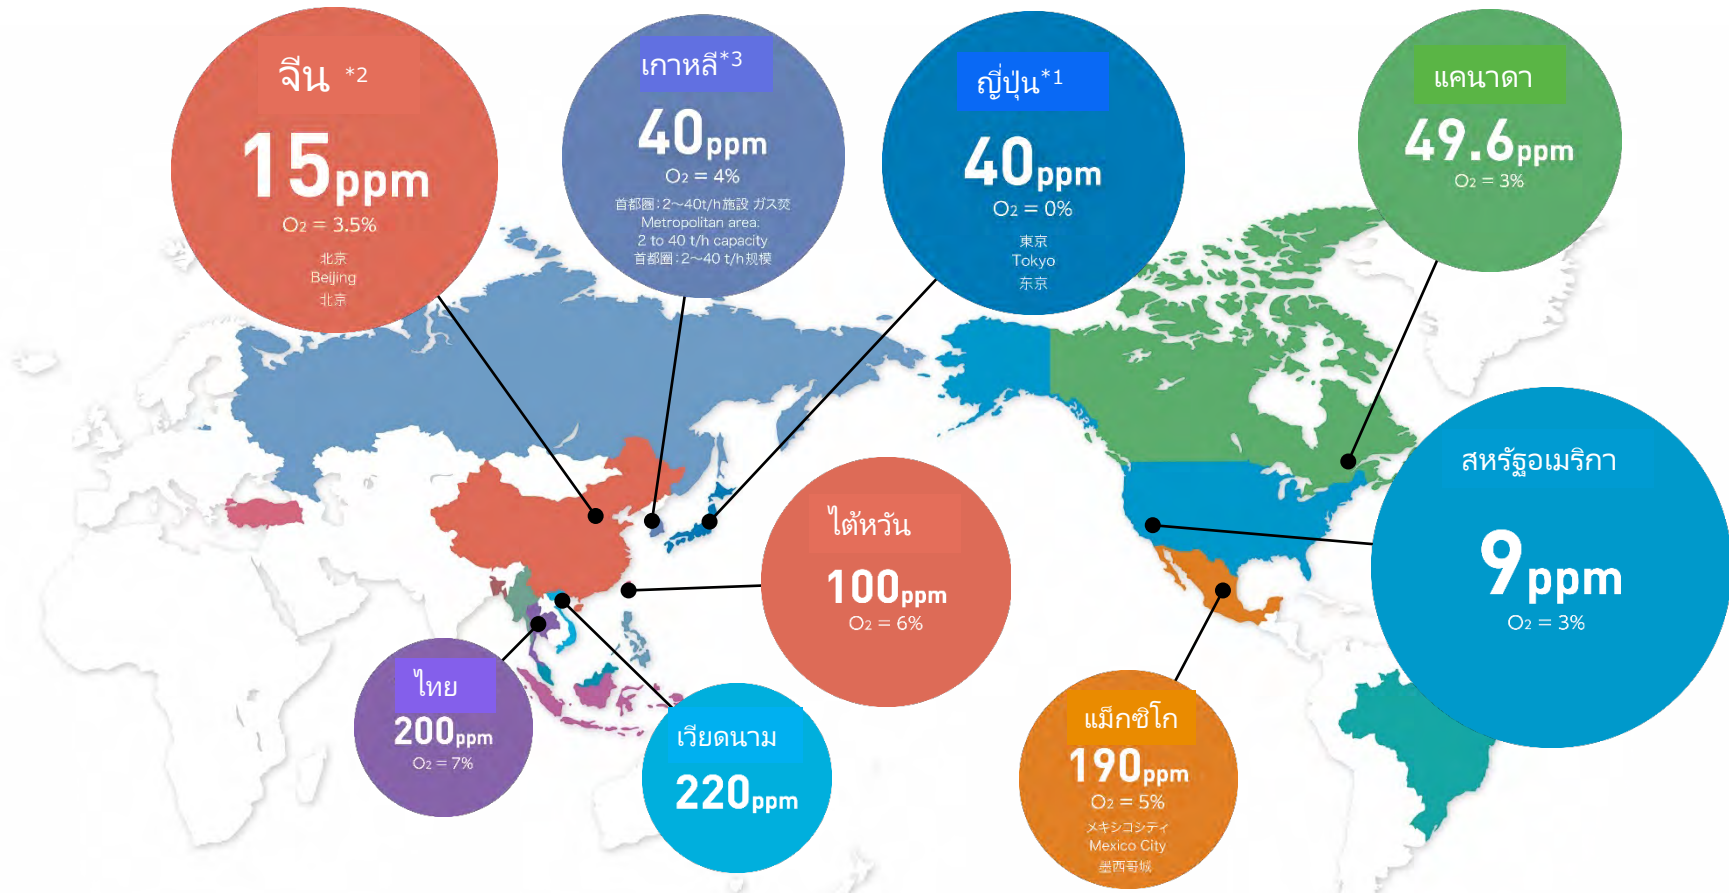 จีน *2
15ppm
O₂ = 3.5%
北京
Beijing
北京
เกาหลี*3
40ppm
O₂ = 4%
首都圏：2～40t/h施設 ガス焚
Metropolitan area:
2 to 40 t/h capacity
首都圈：2～40 t/h规模
ญี่ปุ่น*1
40ppm
O₂ = 0%
東京
Tokyo
东京
แคนาดา
49.6ppm
O₂ = 3%
สหรัฐอเมริกา
9ppm
O₂ = 3%
ไต้หวัน
100ppm
O₂ = 6%
ไทย
200ppm
O₂ = 7%
เวียดนาม
220ppm
แม็กซิโก
190ppm
O₂ = 5%
メキシコシティ
Mexico City
墨西哥城